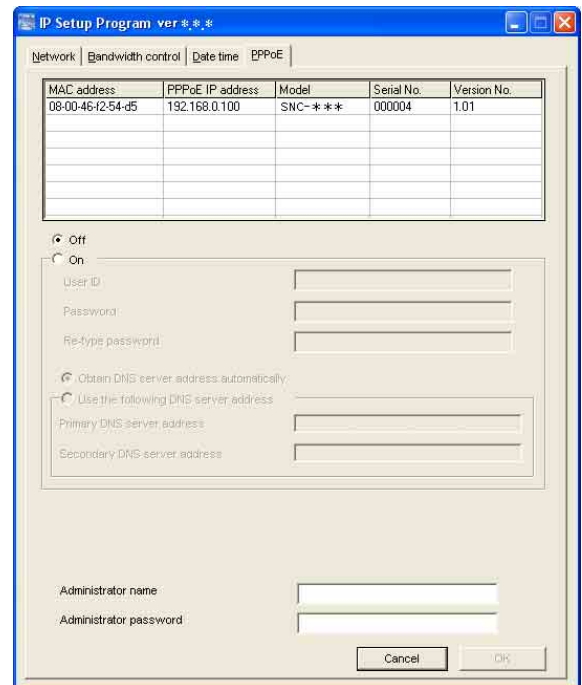 IP Setup Program ver *.*.*
Network Bandwidth control Date time PPPoE
MAC address PPPoE IP address Model Serial No. Version No.
08-00-46-f2-54-d5 192.168.0.100 SNC-*** 000004 1.01
Off
On
User ID
Password
Re-type password
Obtain DNS server address automatically
Use the following DNS server address
Primary DNS server address
Secondary DNS server address
Administrator name
Administrator password
Cancel OK